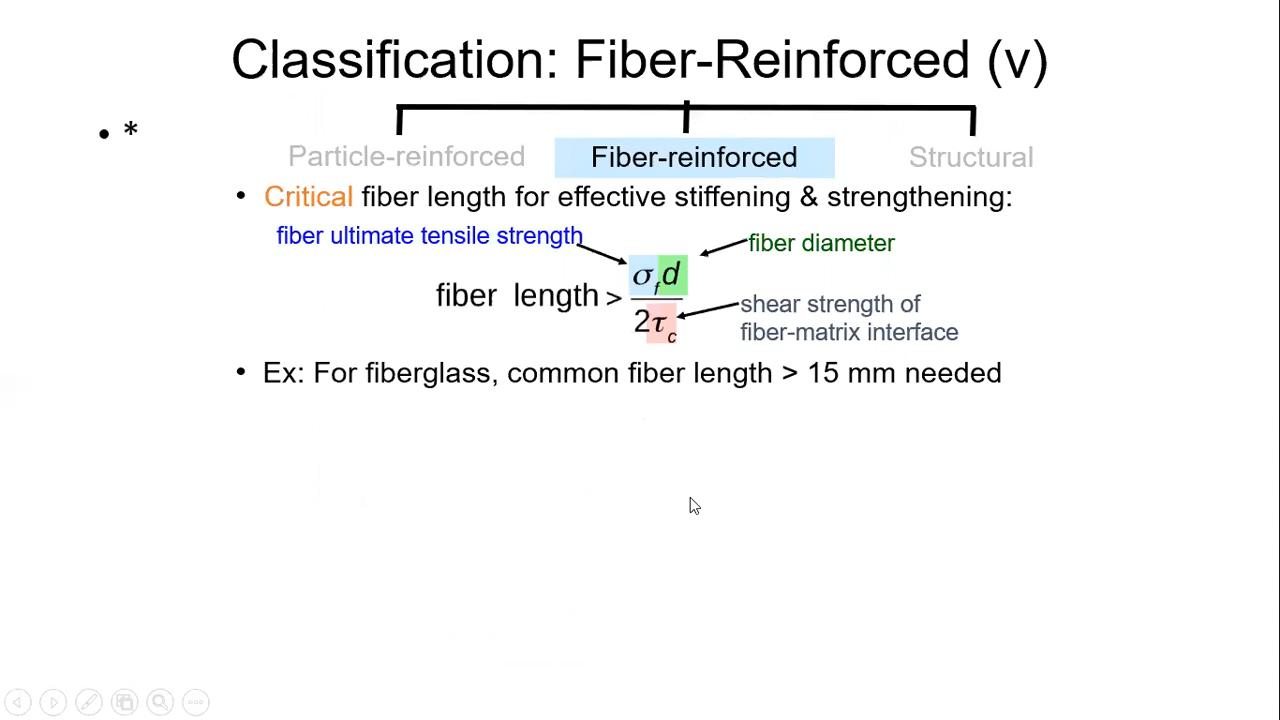 Classification: Fiber-Reinforced (v)
• *
Particle-reinforced Fiber-reinforced Structural
• Critical fiber length for effective stiffening & strengthening:
fiber ultimate tensile strength
fiber diameter
fiber length > σ_f d / 2τ_c
shear strength of
fiber-matrix interface
• Ex: For fiberglass, common fiber length > 15 mm needed